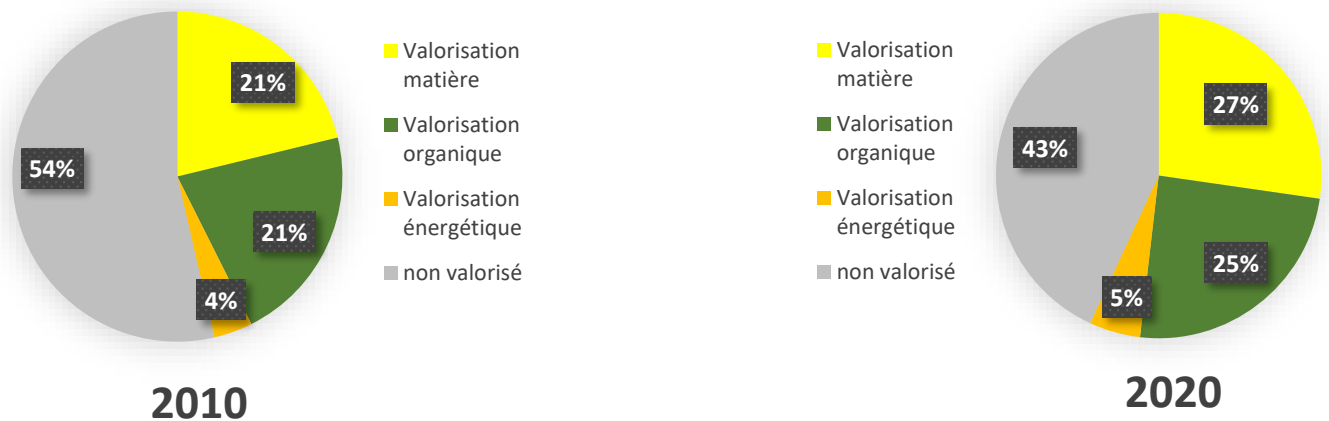 21%
21%
4%
54%
Valorisation
matière
Valorisation
organique
Valorisation
énergétique
non valorisé
2010
Valorisation
matière
Valorisation
organique
Valorisation
énergétique
non valorisé
27%
25%
5%
43%
2020